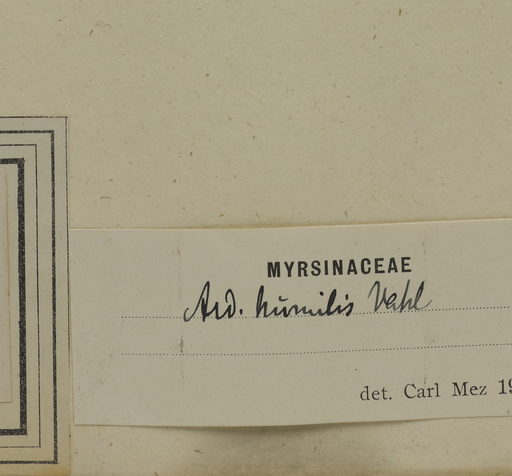 MYRSINACEAE
Ard. humilis Vahl
det. Carl Mez 19